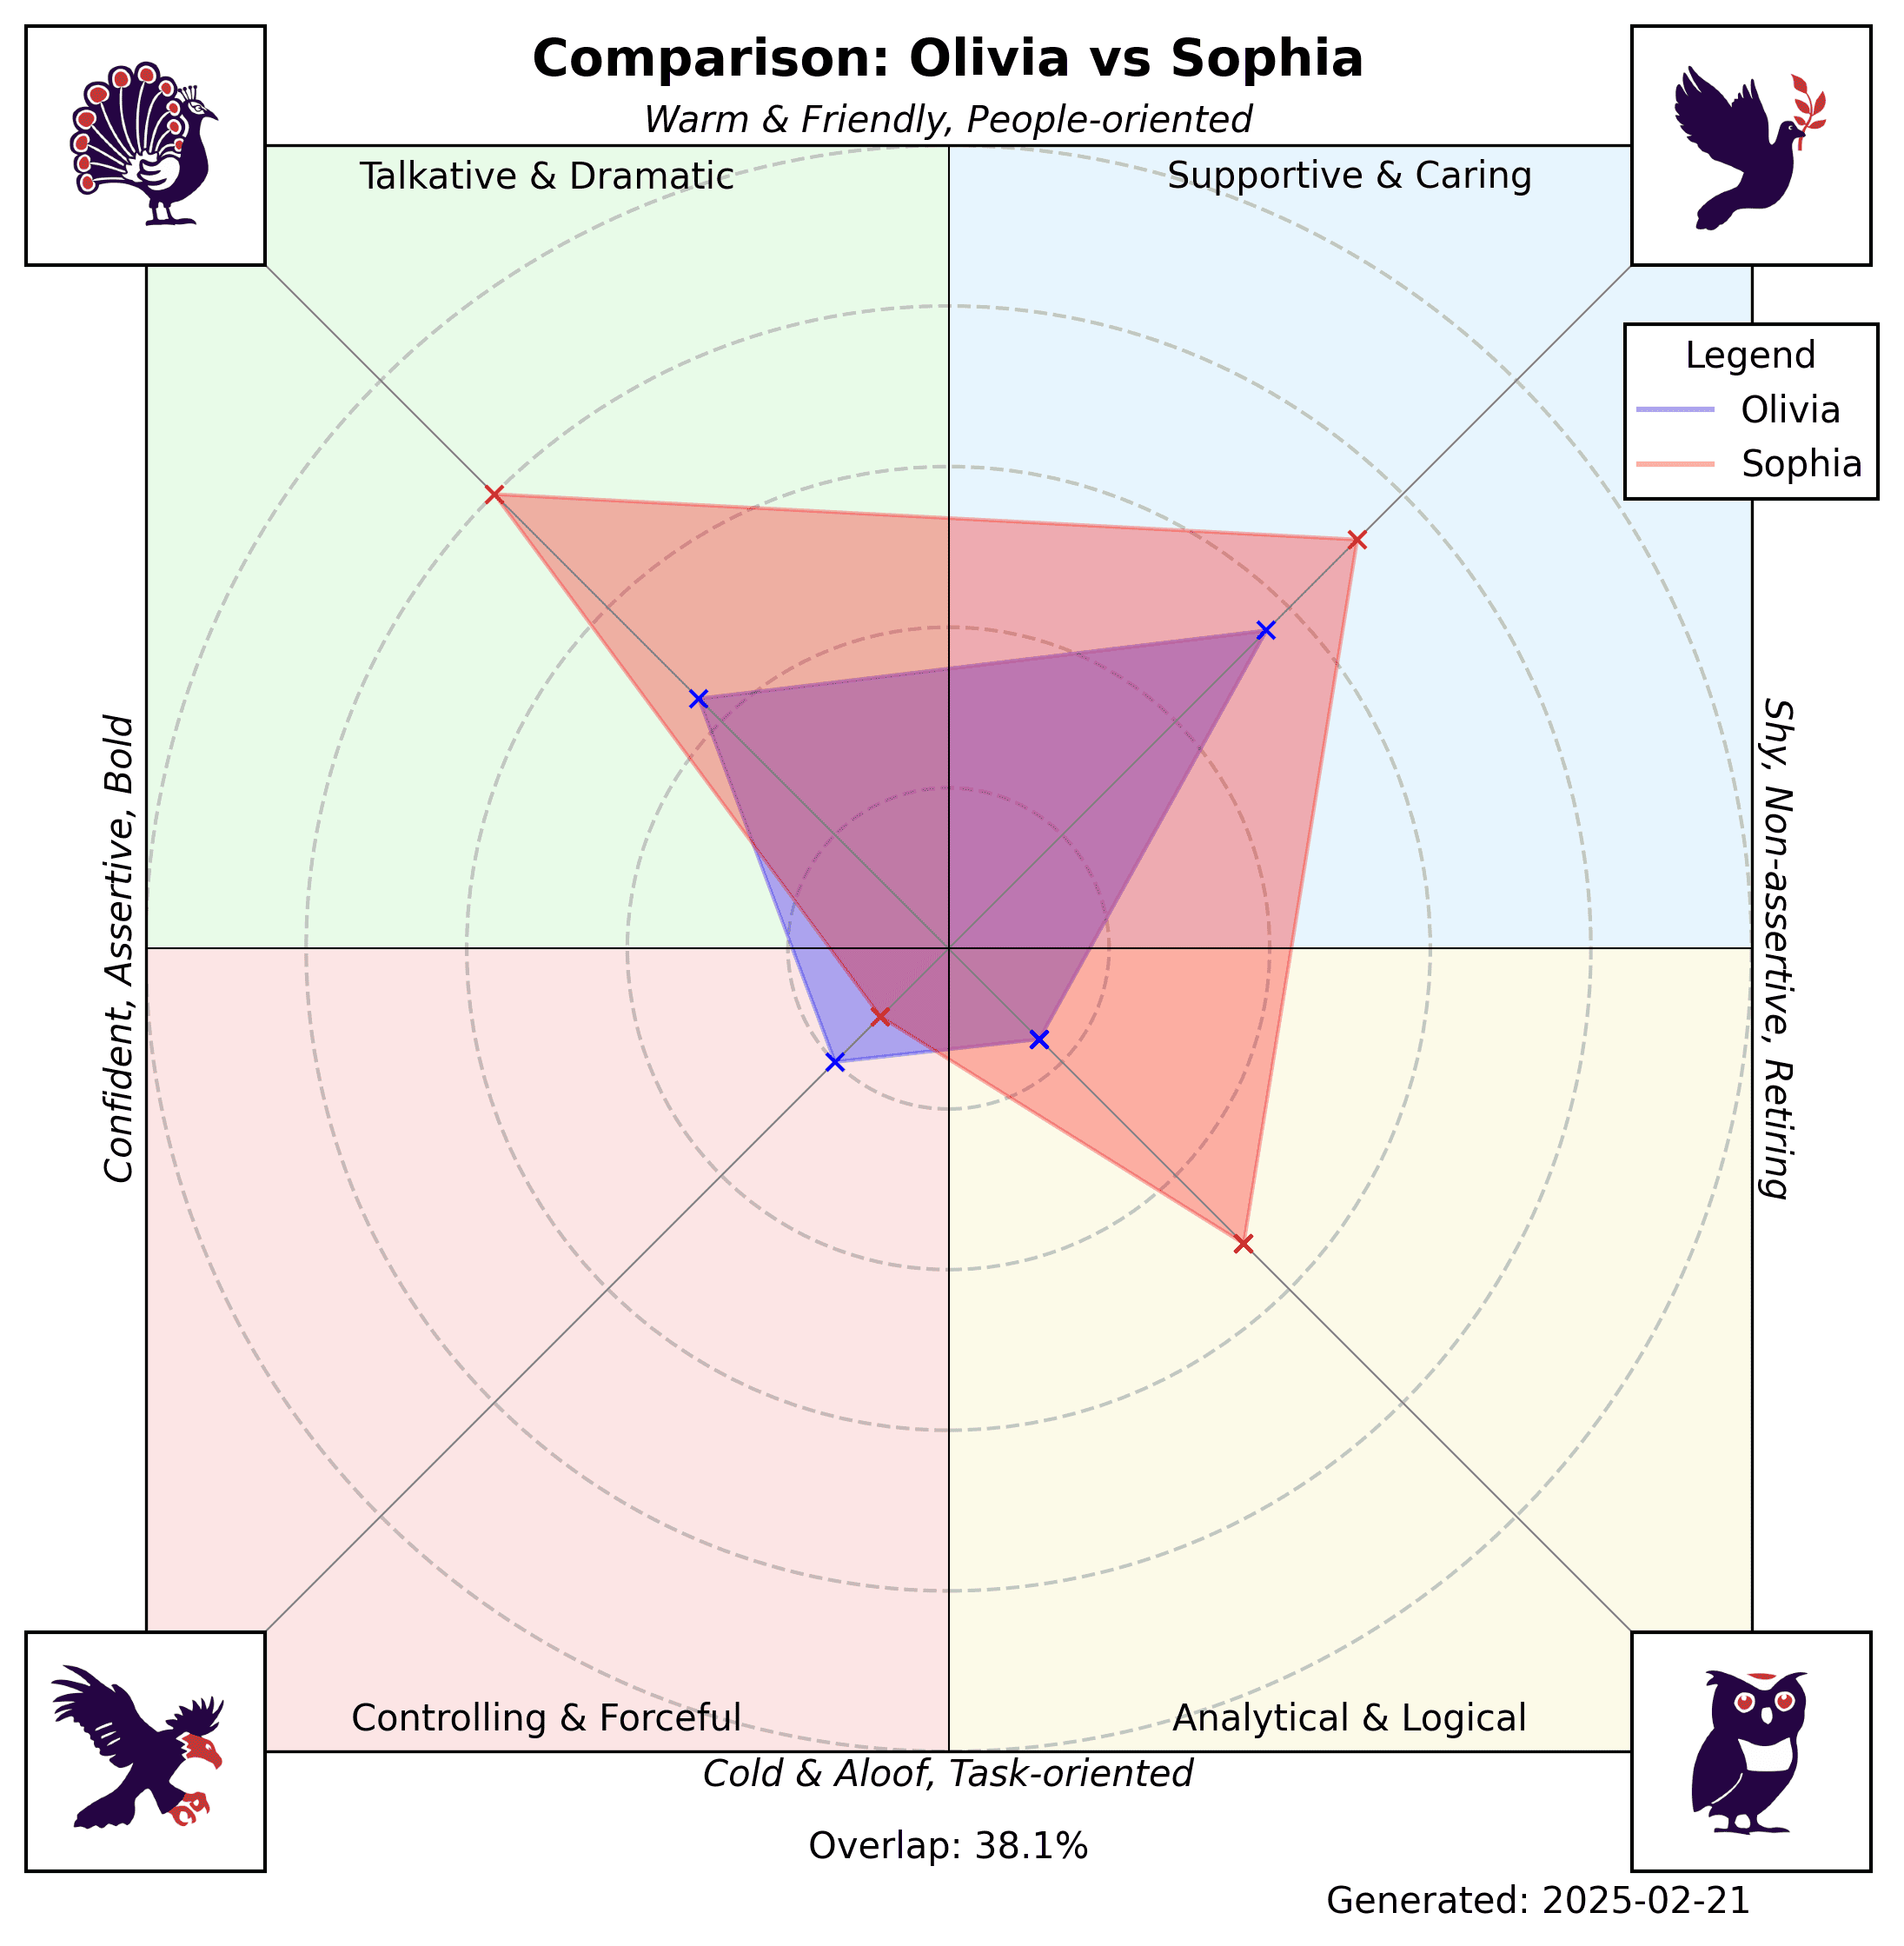 Comparison: Olivia vs Sophia
Warm & Friendly, People-oriented
Talkative & Dramatic
Supportive & Caring
Legend
Olivia
Sophia
Confident, Assertive, Bold
Shy, Non-assertive, Retiring
Controlling & Forceful
Analytical & Logical
Cold & Aloof, Task-oriented
Overlap: 38.1%
Generated: 2025-02-21